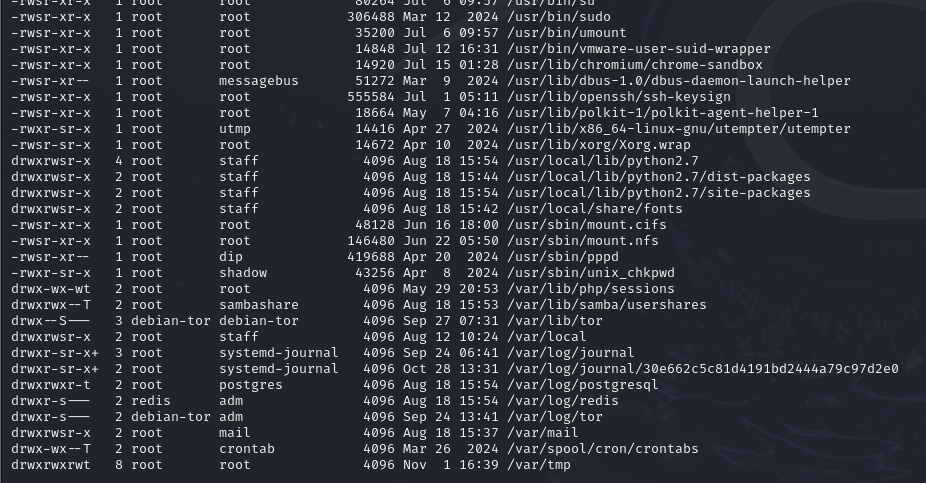 -rwsr-xr-x 1 root root 80264 Jul 6 09:57 /usr/bin/su
-rwsr-xr-x 1 root root 306488 Mar 12 2024 /usr/bin/sudo
-rwsr-xr-x 1 root root 35200 Jul 6 09:57 /usr/bin/umount
-rwsr-xr-x 1 root root 14848 Jul 12 16:31 /usr/bin/vmware-user-suid-wrapper
-rwsr-xr-x 1 root root 14920 Jul 15 01:28 /usr/lib/chromium/chrome-sandbox
-rwsr-xr-- 1 root messagebus 51272 Mar 9 2024 /usr/lib/dbus-1.0/dbus-daemon-launch-helper
-rwsr-xr-x 1 root root 555584 Jul 1 05:11 /usr/lib/openssh/ssh-keysign
-rwsr-xr-x 1 root root 18664 May 7 04:16 /usr/lib/polkit-1/polkit-agent-helper-1
-rwxr-sr-x 1 root utmp 14416 Apr 27 2024 /usr/lib/x86_64-linux-gnu/utempter/utempter
-rwsr-sr-x 1 root root 14672 Apr 10 2024 /usr/lib/xorg/Xorg.wrap
drwxrwsr-x 4 root staff 4096 Aug 18 15:54 /usr/local/lib/python2.7
drwxrwsr-x 2 root staff 4096 Aug 18 15:44 /usr/local/lib/python2.7/dist-packages
drwxrwsr-x 2 root staff 4096 Aug 18 15:54 /usr/local/lib/python2.7/site-packages
drwxrwsr-x 2 root staff 4096 Aug 18 15:42 /usr/local/share/fonts
-rwsr-xr-x 1 root root 48128 Jun 16 18:00 /usr/sbin/mount.cifs
-rwsr-xr-x 1 root root 146480 Jun 22 05:50 /usr/sbin/mount.nfs
-rwsr-xr-- 1 root dip 419688 Apr 20 2024 /usr/sbin/pppd
-rwxr-sr-x 1 root shadow 43256 Apr 8 2024 /usr/sbin/unix_chkpwd
drwx-wx-wt 2 root root 4096 May 29 20:53 /var/lib/php/sessions
drwxrwx--T 2 root sambashare 4096 Aug 18 15:53 /var/lib/samba/usershares
drwx--S--- 3 debian-tor debian-tor 4096 Sep 27 07:31 /var/lib/tor
drwxrwsr-x 2 root staff 4096 Aug 12 10:24 /var/local
drwxr-sr-x+ 3 root systemd-journal 4096 Sep 24 06:41 /var/log/journal
drwxr-sr-x+ 2 root systemd-journal 4096 Oct 28 13:31 /var/log/journal/30e662c5c81d4191bd2444a79c97d2e0
drwxrwxr-t 2 root postgres 4096 Aug 18 15:54 /var/log/postgresql
drwxr-s--- 2 redis adm 4096 Aug 18 15:54 /var/log/redis
drwxr-s--- 2 debian-tor adm 4096 Sep 24 13:41 /var/log/tor
drwxrwsr-x 2 root mail 4096 Aug 18 15:37 /var/mail
drwx-wx--T 2 root crontab 4096 Mar 26 2024 /var/spool/cron/crontabs
drwxrwxrwt 8 root root 4096 Nov 1 16:39 /var/tmp